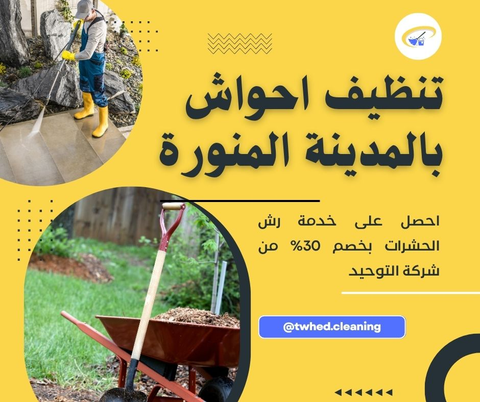 تنظيف احواش
بالمدينة المنورة
احصل على خدمة رش
الحشرات بخصم 30% من
شركة التوحيد
@twhed.cleaning